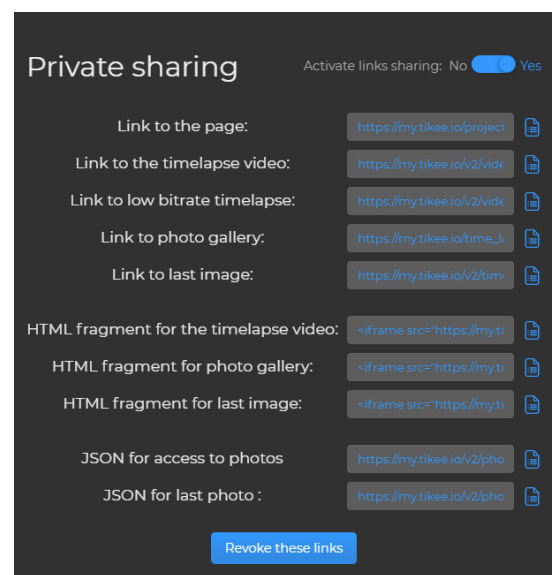 Private sharing
Activate links sharing: No Yes
Link to the page: https://my.tikee.io/project
Link to the timelapse video: https://my.tikee.io/v2/vide
Link to low bitrate timelapse: https://my.tikee.io/v2/vide
Link to photo gallery: https://my.tikee.io/time_l
Link to last image: https://my.tikee.io/v2/tim
HTML fragment for the timelapse video: <iframe src="https://my.ti
HTML fragment for photo gallery: <iframe src="https://my.ti
HTML fragment for last image: <iframe src="https://my.ti
JSON for access to photos https://my.tikee.io/v2/pho
JSON for last photo : https://my.tikee.io/v2/pho
Revoke these links